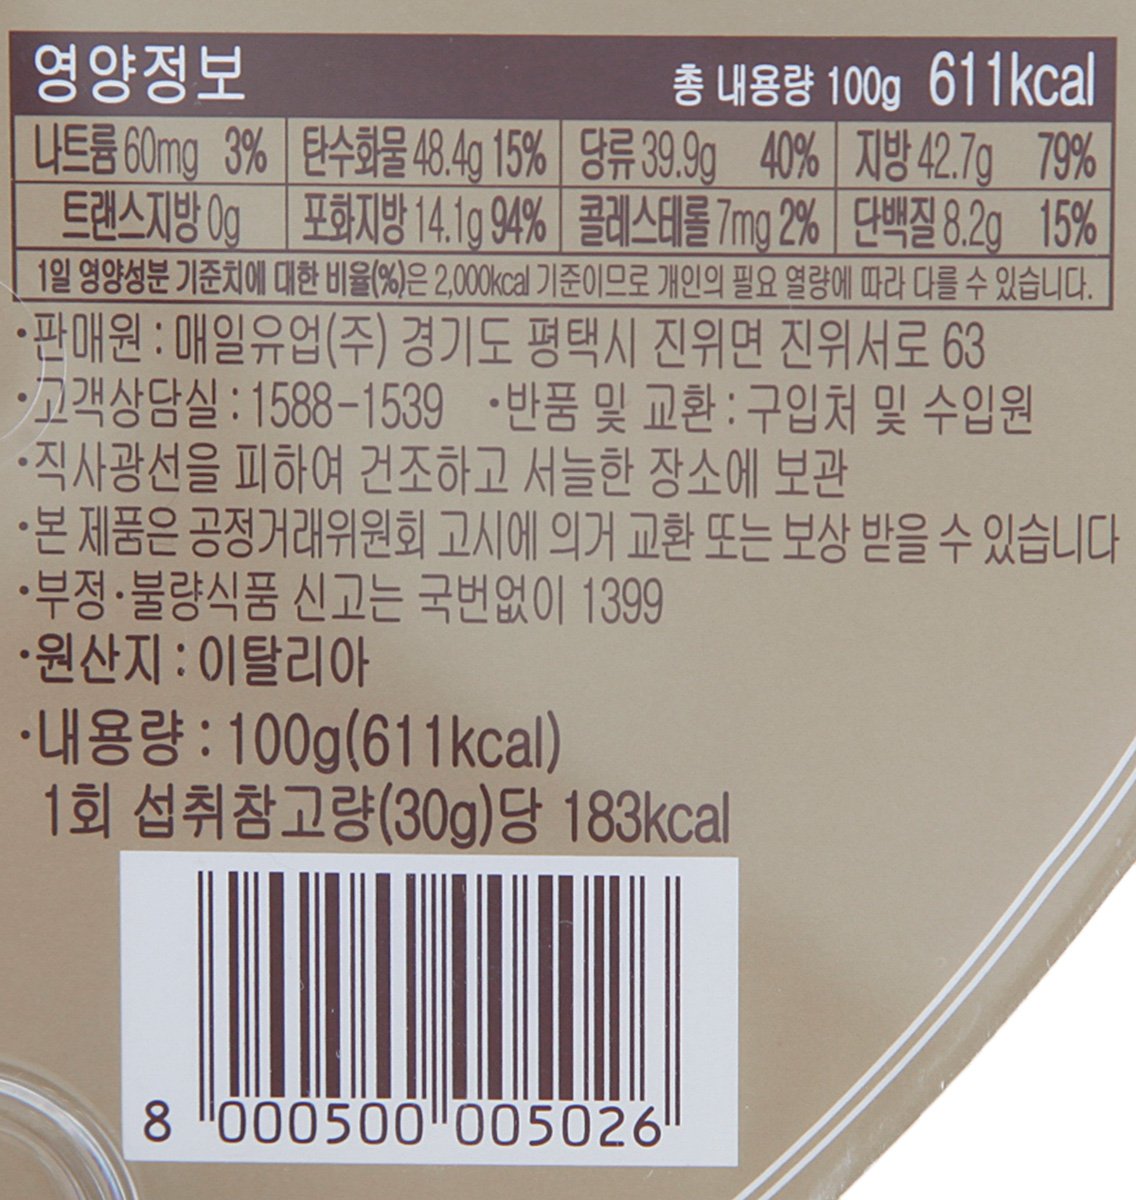 영양정보 총 내용량 100g 611kcal
나트륨 60mg 3% 탄수화물 48.4g 15% 당류 39.9g 40% 지방 42.7g 79%
트랜스지방 0g 포화지방 14.1g 94% 콜레스테롤 7mg 2% 단백질 8.2g 15%
1일 영양성분 기준치에 대한 비율(%)은 2,000kcal 기준이므로 개인의 필요 열량에 따라 다를 수 있습니다.
·판매원 : 매일유업(주) 경기도 평택시 진위면 진위서로 63
·고객상담실 : 1588-1539 ·반품 및 교환 : 구입처 및 수입원
·직사광선을 피하여 건조하고 서늘한 장소에 보관
·본 제품은 공정거래위원회 고시에 의거 교환 또는 보상 받을 수 있습니다
·부정·불량식품 신고는 국번없이 1399
·원산지 : 이탈리아
·내용량 : 100g(611kcal)
1회 섭취참고량(30g)당 183kcal
8 000500 005026